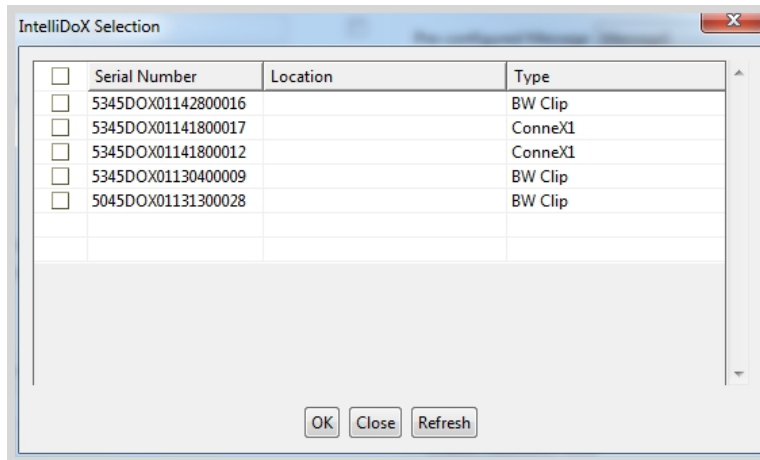 IntelliDoX Selection
Serial Number Location Type
5345DOX01142800016 BW Clip
5345DOX01141800017 ConneX1
5345DOX01141800012 ConneX1
5345DOX01130400009 BW Clip
5045DOX01131300028 BW Clip
OK Close Refresh